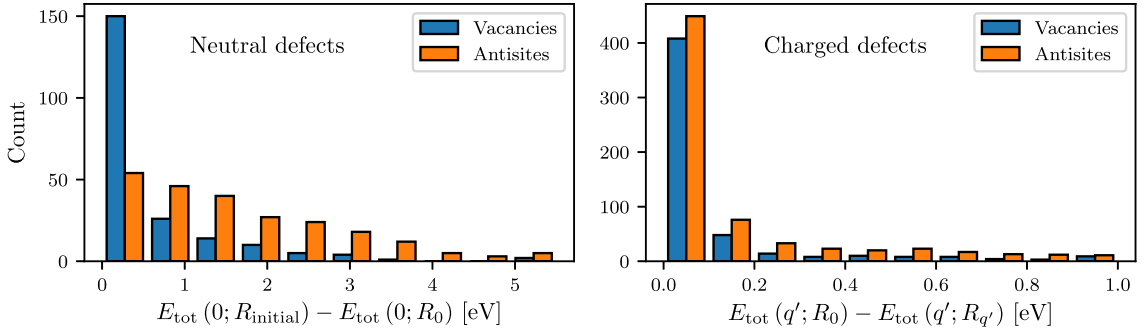 Count
150
100
50
0
Neutral defects
Vacancies
Antisites
0 1 2 3 4 5
E_tot (0; R_initial) − E_tot (0; R_0) [eV]
400
300
200
100
0
Charged defects
Vacancies
Antisites
0.0 0.2 0.4 0.6 0.8 1.0
E_tot (q′; R_0) − E_tot (q′; R_q′) [eV]